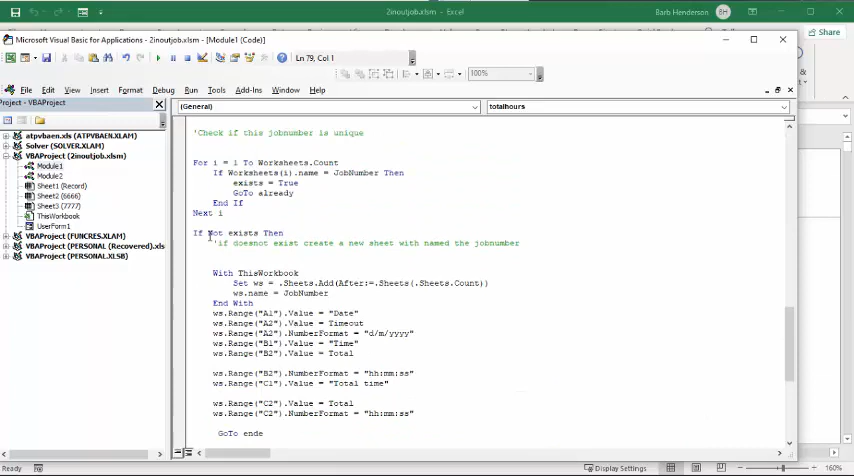 2inoutjob.xlsm - Excel
Barb Henderson
BH
Share
Microsoft Visual Basic for Applications - 2inoutjob.xlsm - [Module1 (Code)]
Ln 79, Col 1
100%
File Edit View Insert Format Debug Run Tools Add-Ins Window Help
Project - VBAProject
(General)
totalhours
atpvbaen.xls (ATPVBAEN.XLAM)
Solver (SOLVER.XLAM)
VBAProject (2inoutjob.xlsm)
Module1
Module2
Sheet1 (Record)
Sheet2 (6666)
Sheet3 (7777)
ThisWorkbook
UserForm1
VBAProject (FUNCRES.XLAM)
VBAProject (PERSONAL (Recovered).xls
VBAProject (PERSONAL.XLSB)
'Check if this jobnumber is unique
For i = 1 To Worksheets.Count
If Worksheets(i).name = JobNumber Then
exists = True
GoTo already
End If
Next i
If Not exists Then
'if doesnot exist create a new sheet with named the jobnumber
With ThisWorkbook
Set ws = .Sheets.Add(After:=.Sheets(.Sheets.Count))
ws.name = JobNumber
End With
ws.Range("A1").Value = "Date"
ws.Range("A2").Value = Timeout
ws.Range("A2").NumberFormat = "d/m/yyyy"
ws.Range("B1").Value = "Time"
ws.Range("B2").Value = Total
ws.Range("B2").NumberFormat = "hh:mm:ss"
ws.Range("C1").Value = "Total time"
ws.Range("C2").Value = Total
ws.Range("C2").NumberFormat = "hh:mm:ss"
GoTo ende
Ready
Display Settings
160%